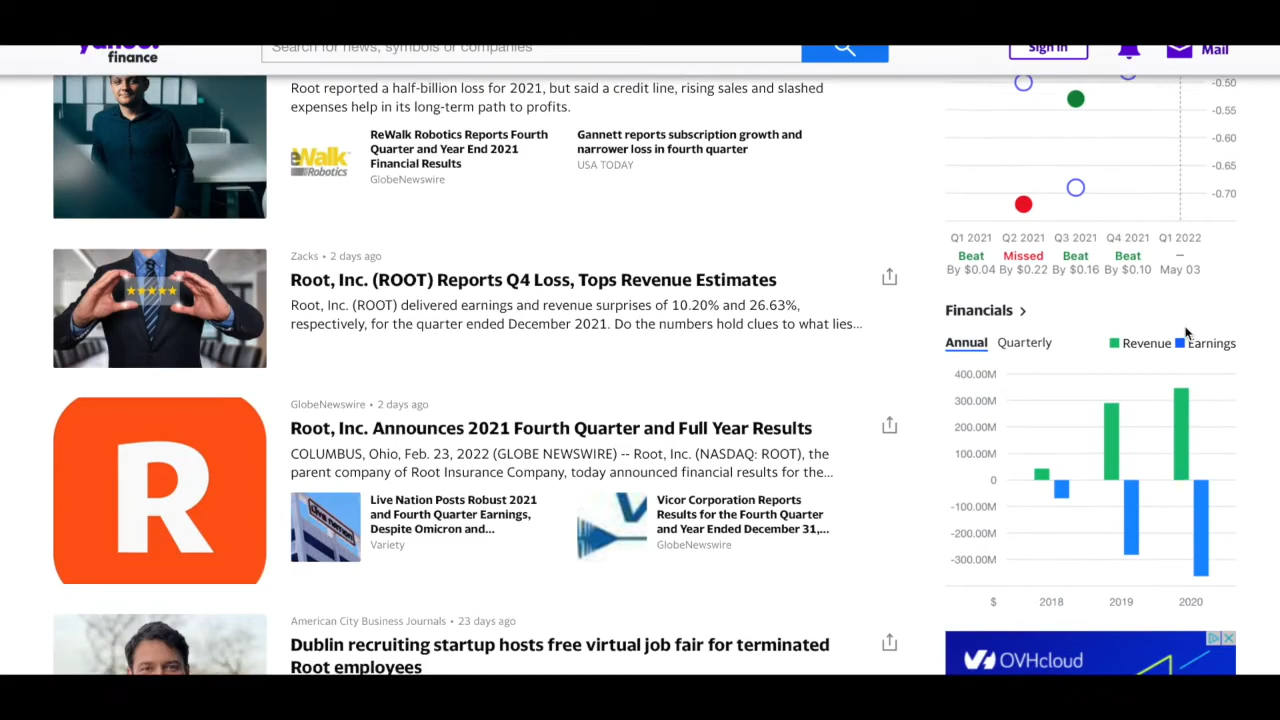 yahoo!
finance
Search for news, symbols or companies
Sign in
Mail
Root reported a half-billion loss for 2021, but said a credit line, rising sales and slashed
expenses help in its long-term path to profits.
eWalk
Robotics
ReWalk Robotics Reports Fourth
Quarter and Year End 2021
Financial Results
GlobeNewswire
Gannett reports subscription growth and
narrower loss in fourth quarter
USA TODAY
Zacks • 2 days ago
Root, Inc. (ROOT) Reports Q4 Loss, Tops Revenue Estimates
Root, Inc. (ROOT) delivered earnings and revenue surprises of 10.20% and 26.63%,
respectively, for the quarter ended December 2021. Do the numbers hold clues to what lies...
R
GlobeNewswire • 2 days ago
Root, Inc. Announces 2021 Fourth Quarter and Full Year Results
COLUMBUS, Ohio, Feb. 23, 2022 (GLOBE NEWSWIRE) -- Root, Inc. (NASDAQ: ROOT), the
parent company of Root Insurance Company, today announced financial results for the...
Live Nation
Live Nation Posts Robust 2021
and Fourth Quarter Earnings,
Despite Omicron and...
Variety
Vicor Corporation Reports
Results for the Fourth Quarter
and Year Ended December 31,...
GlobeNewswire
American City Business Journals • 23 days ago
Dublin recruiting startup hosts free virtual job fair for terminated
Root employees
-0.50
-0.55
-0.60
-0.65
-0.70
Q1 2021 Q2 2021 Q3 2021 Q4 2021 Q1 2022
Beat Missed Beat Beat –
By $0.04 By $0.22 By $0.16 By $0.10 May 03
Financials
Annual Quarterly Revenue Earnings
400.00M
300.00M
200.00M
100.00M
0
-100.00M
-200.00M
-300.00M
$ 2018 2019 2020
OVHcloud